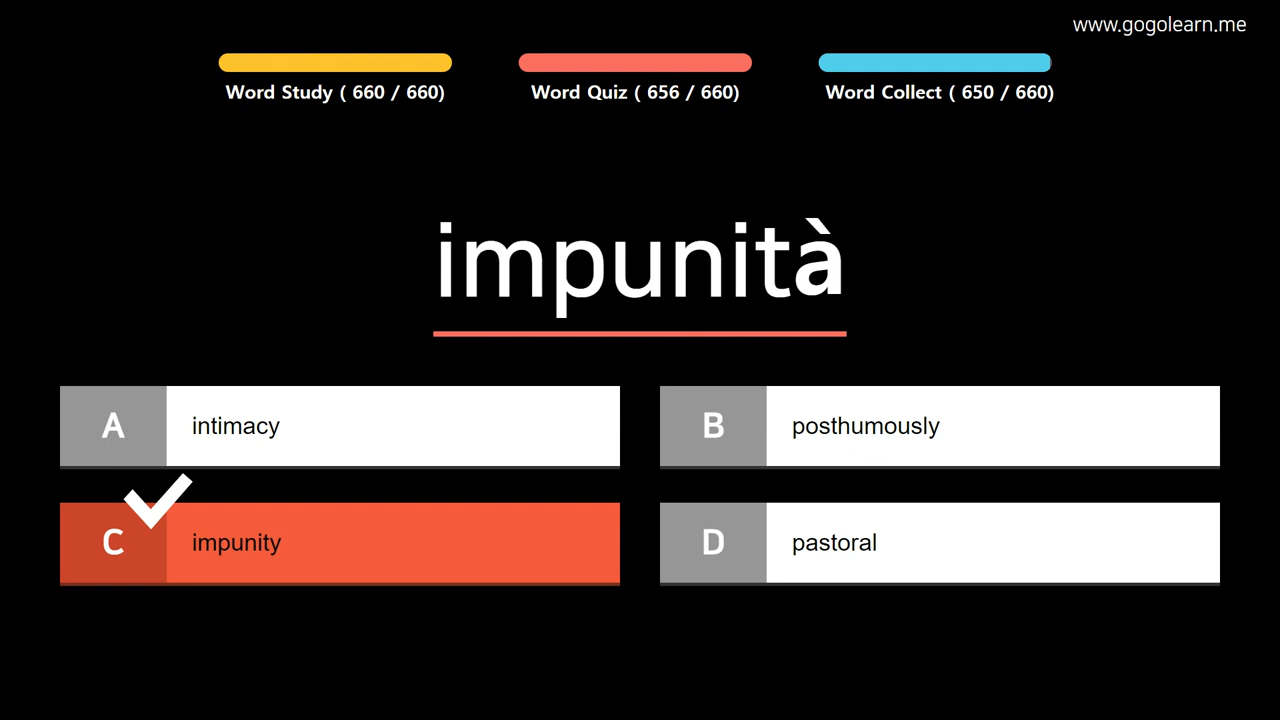 www.gogolearn.me
Word Study ( 660 / 660)
Word Quiz ( 656 / 660)
Word Collect ( 650 / 660)
impunità
A
intimacy
B
posthumously
C
impunity
D
pastoral